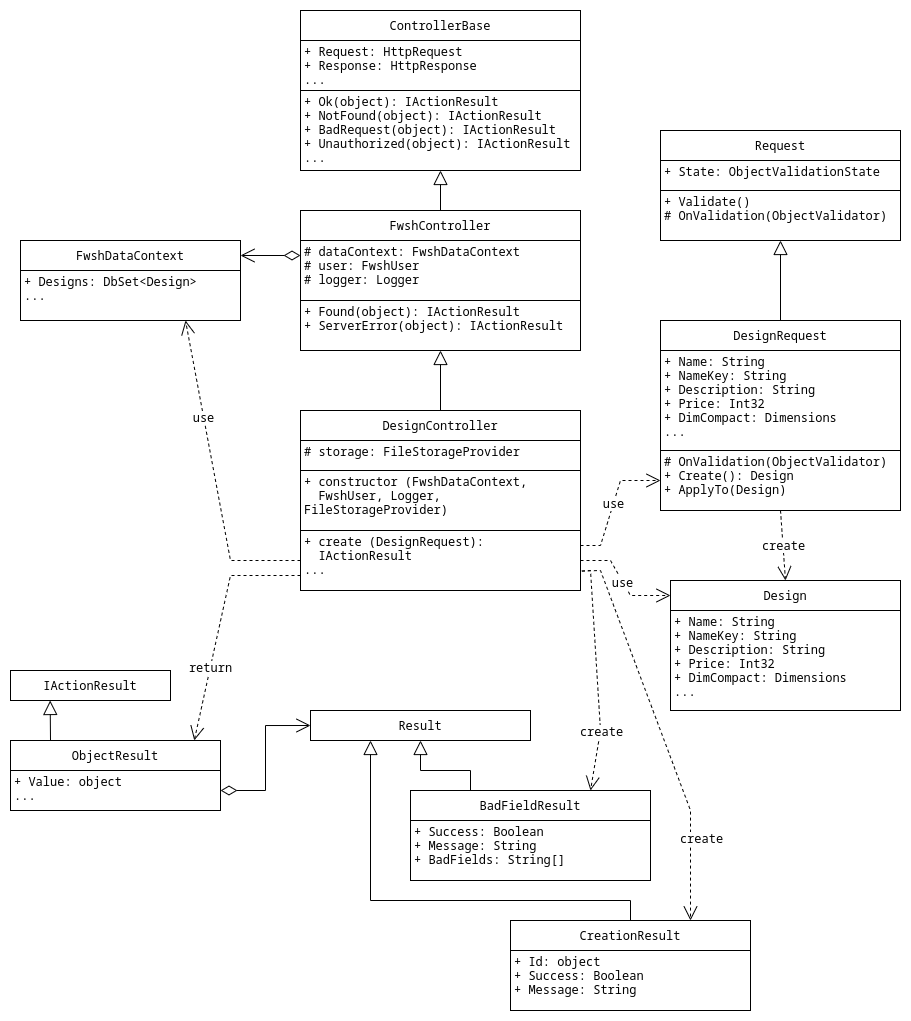 ControllerBase
+ Request: HttpRequest
+ Response: HttpResponse
...
+ Ok(object): IActionResult
+ NotFound(object): IActionResult
+ BadRequest(object): IActionResult
+ Unauthorized(object): IActionResult
...
Request
+ State: ObjectValidationState
+ Validate()
# OnValidation(ObjectValidator)
FwshController
# dataContext: FwshDataContext
# user: FwshUser
# logger: Logger
+ Found(object): IActionResult
+ ServerError(object): IActionResult
FwshDataContext
+ Designs: DbSet<Design>
...
DesignRequest
+ Name: String
+ NameKey: String
+ Description: String
+ Price: Int32
+ DimCompact: Dimensions
...
# OnValidation(ObjectValidator)
+ Create(): Design
+ ApplyTo(Design)
use
DesignController
# storage: FileStorageProvider
+ constructor (FwshDataContext,
FwshUser, Logger,
FileStorageProvider)
+ create (DesignRequest):
IActionResult
...
use
create
use
Design
+ Name: String
+ NameKey: String
+ Description: String
+ Price: Int32
+ DimCompact: Dimensions
...
return
IActionResult
ObjectResult
+ Value: object
...
Result
create
BadFieldResult
+ Success: Boolean
+ Message: String
+ BadFields: String[]
create
CreationResult
+ Id: object
+ Success: Boolean
+ Message: String